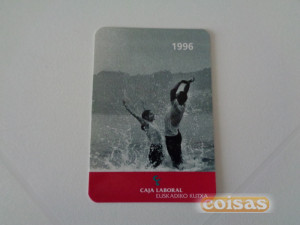 1996
CAJA LABORAL
EUSKADIKO KUTXA
coisas